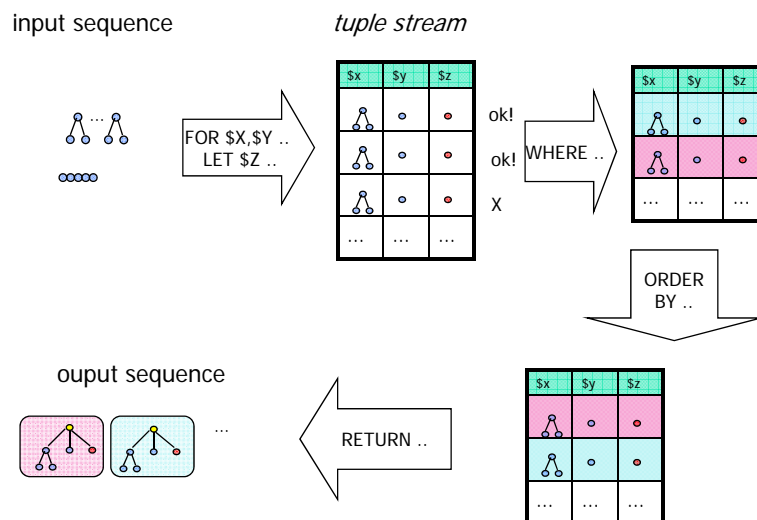 input sequence
tuple stream
$x $y $z
...
FOR $X,$Y ..
LET $Z ..
ok!
ok!
X
...  ...  ...
WHERE ..
$x $y $z
...  ...  ...
ORDER
BY ..
ouput sequence
...
RETURN ..
$x $y $z
...  ...  ...